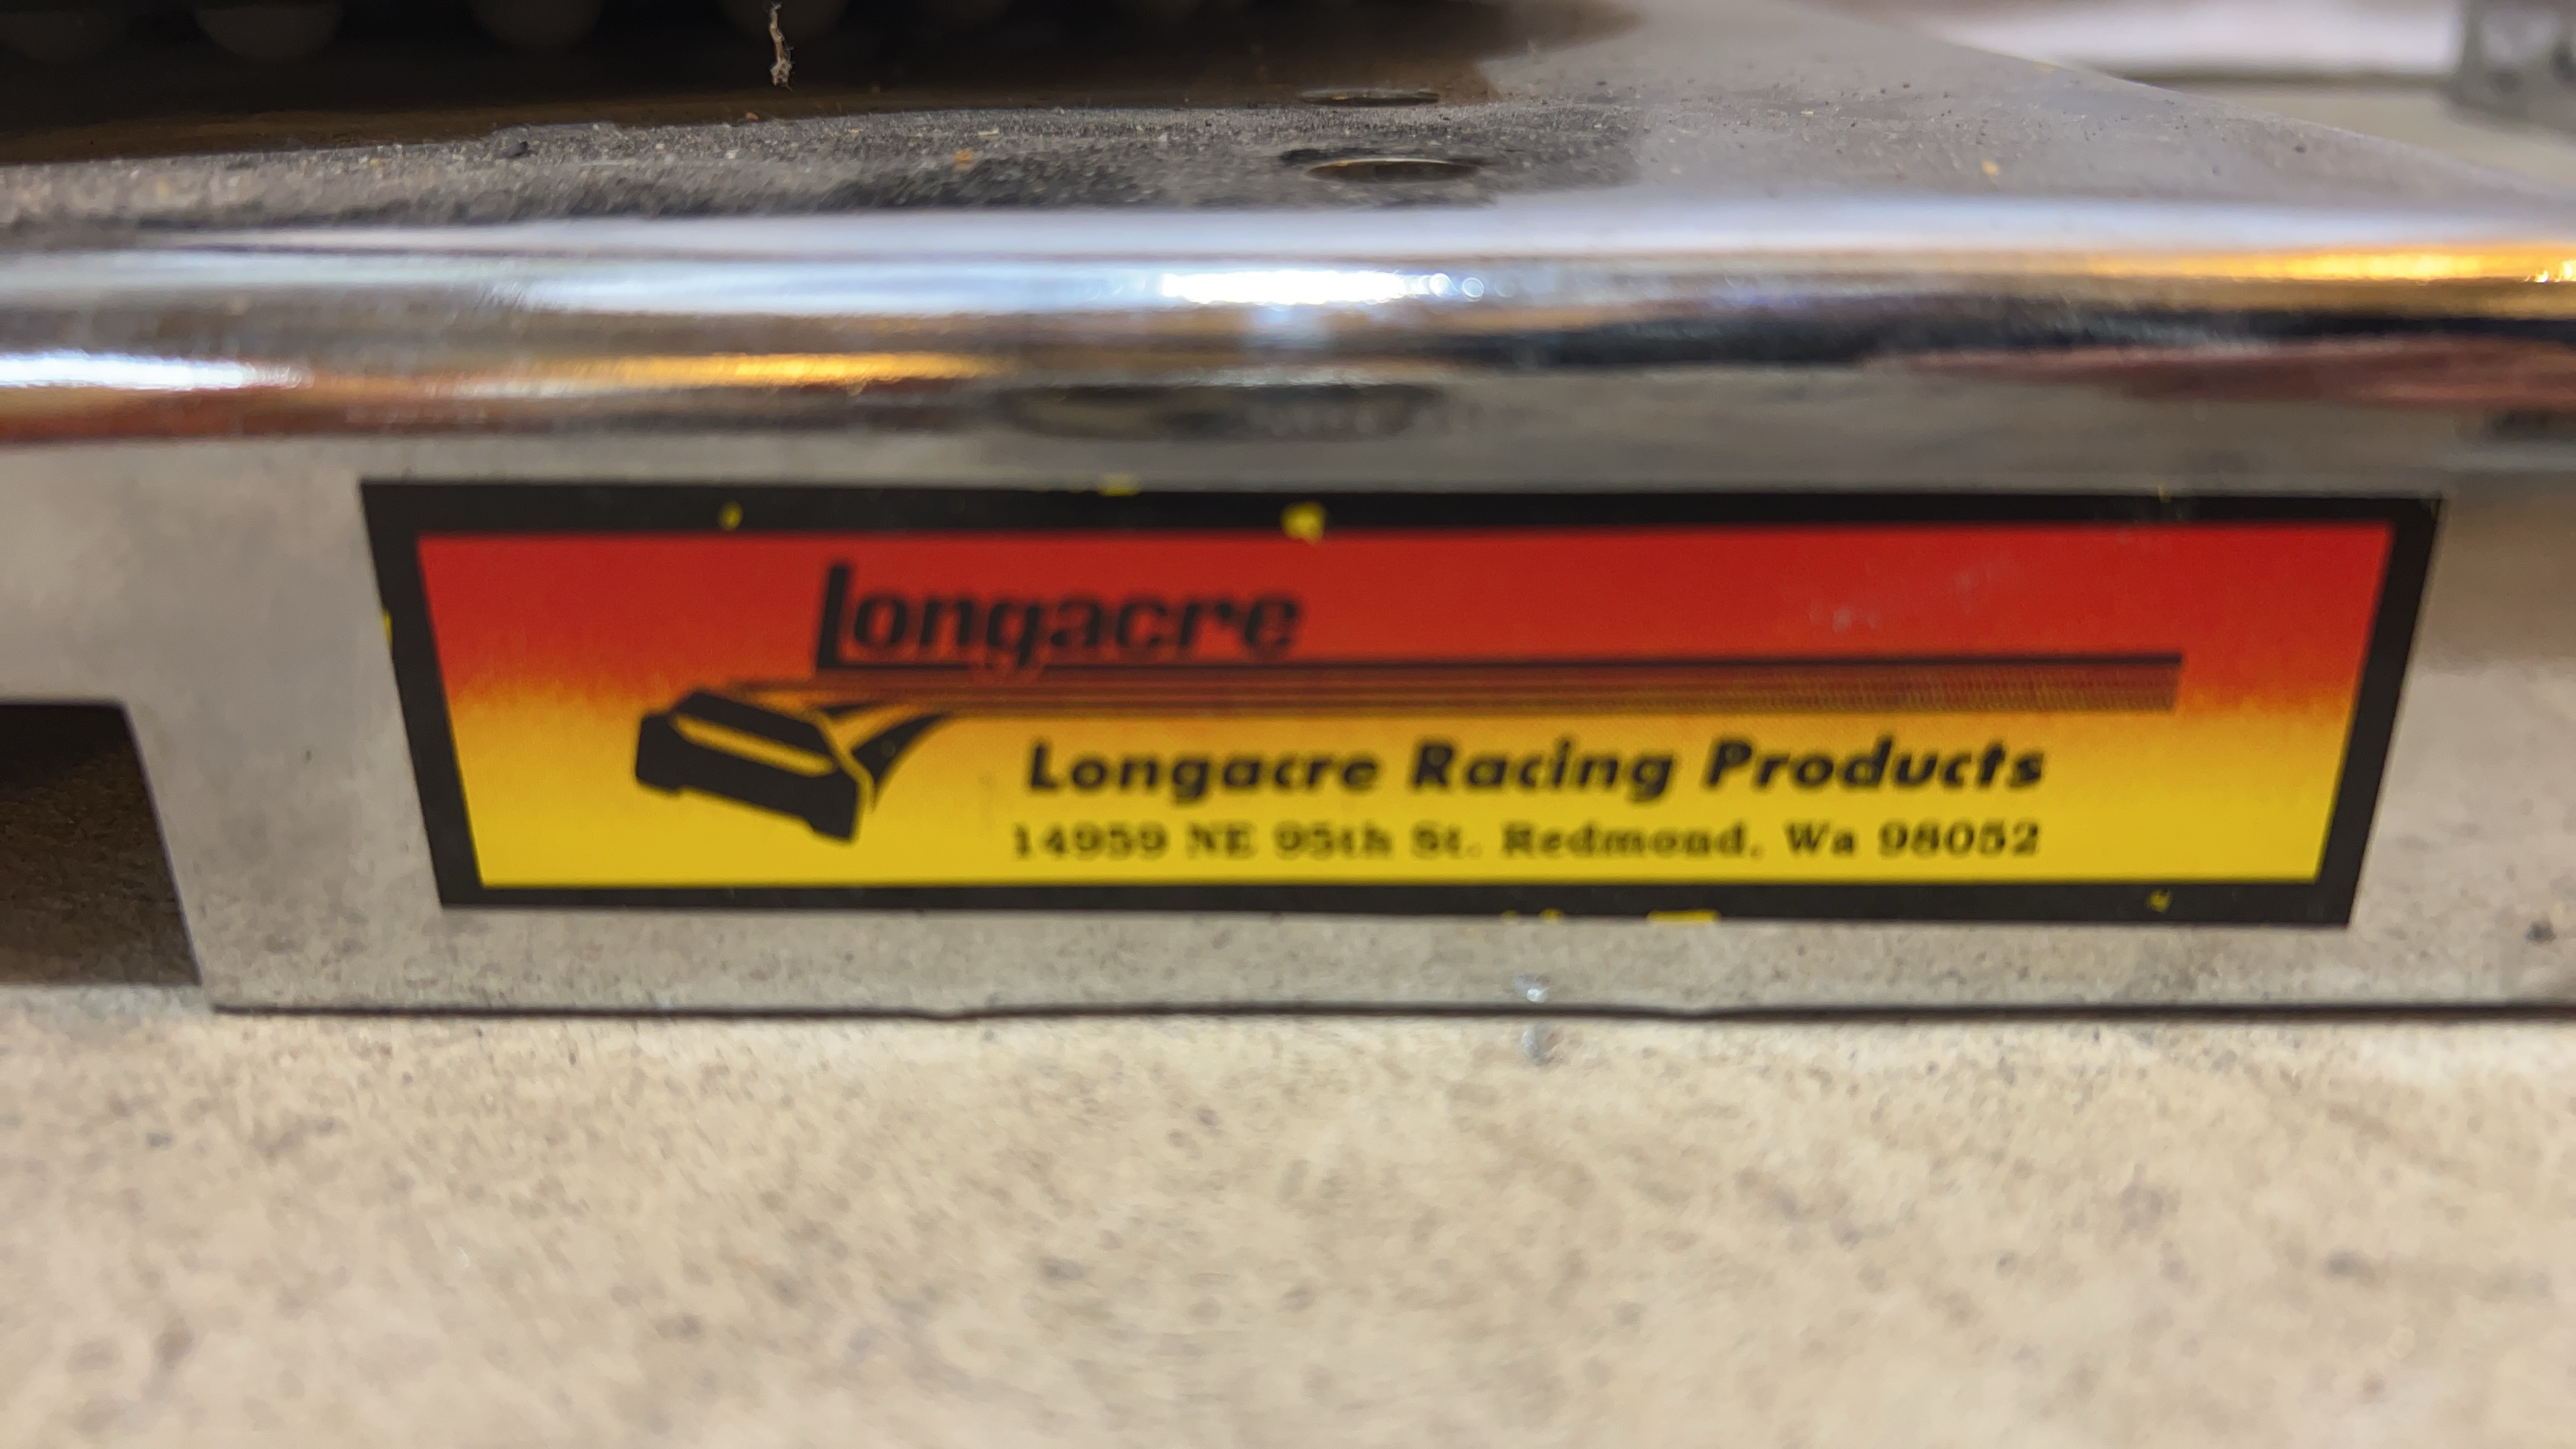 Longacre
Longacre Racing Products
14959 NE 95th St. Redmond, Wa 98052